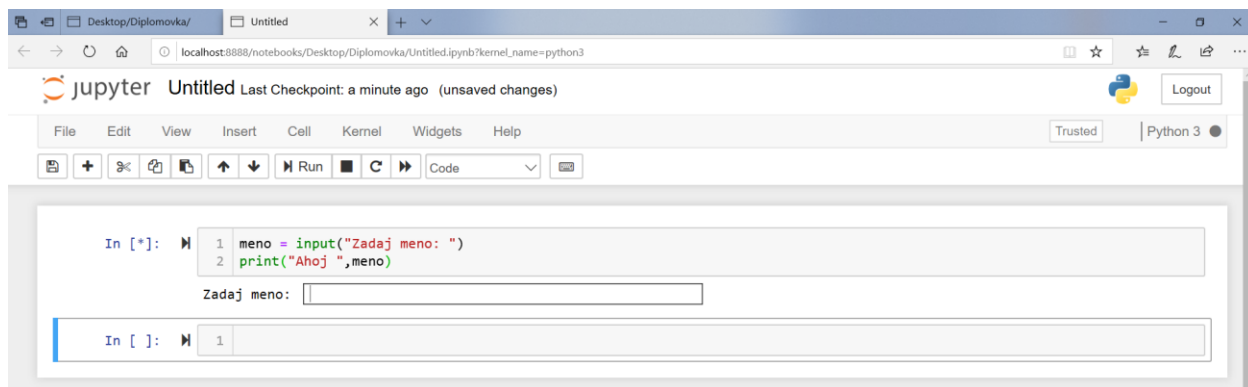 Desktop/Diplomovka/ Untitled
localhost:8888/notebooks/Desktop/Diplomovka/Untitled.ipynb?kernel_name=python3
jupyter Untitled Last Checkpoint: a minute ago (unsaved changes) Logout
File Edit View Insert Cell Kernel Widgets Help Trusted Python 3
Run Code
In [*]: 1 meno = input("Zadaj meno: ")
2 print("Ahoj ",meno)
Zadaj meno:
In [ ]: 1